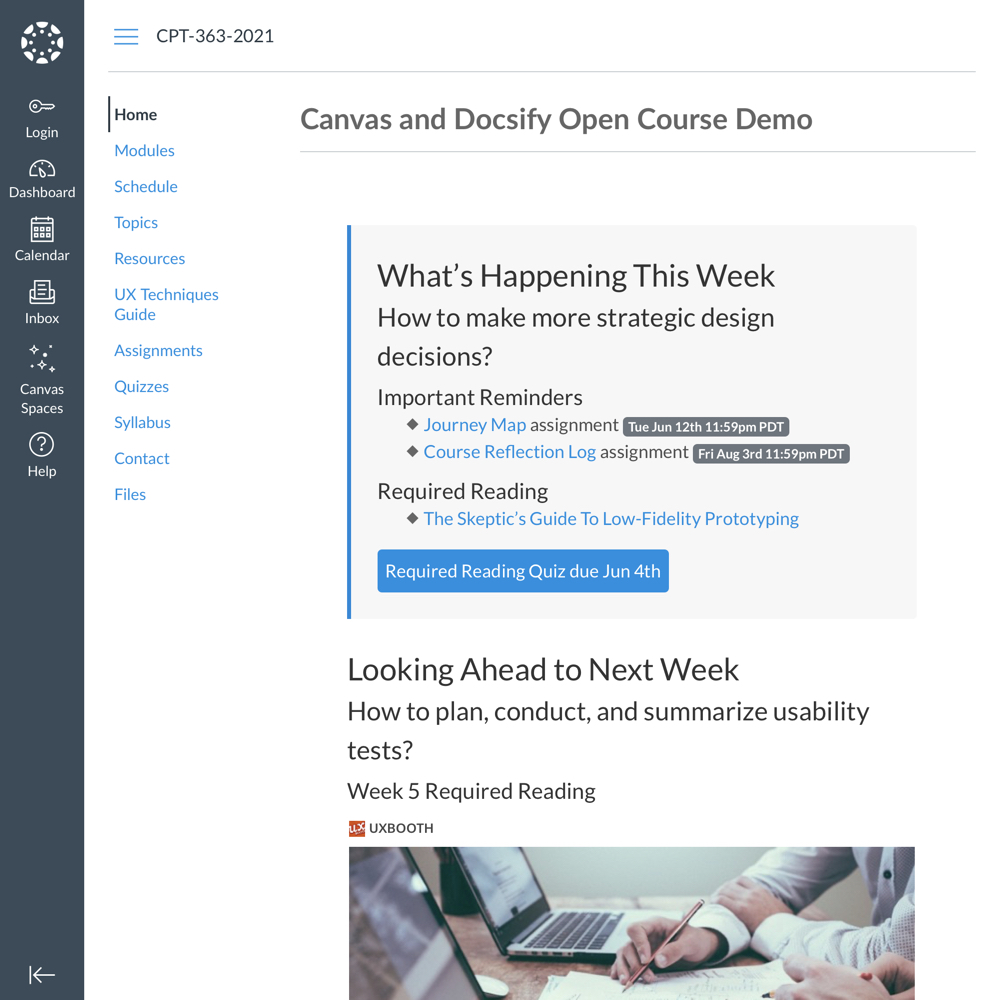 CPT-363-2021
Login
Dashboard
Calendar
Inbox
Canvas
Spaces
Help
Home
Modules
Schedule
Topics
Resources
UX Techniques
Guide
Assignments
Quizzes
Syllabus
Contact
Files
Canvas and Docsify Open Course Demo
What’s Happening This Week
How to make more strategic design
decisions?
Important Reminders
Journey Map assignment Tue Jun 12th 11:59pm PDT
Course Reflection Log assignment Fri Aug 3rd 11:59pm PDT
Required Reading
The Skeptic’s Guide To Low-Fidelity Prototyping
Required Reading Quiz due Jun 4th
Looking Ahead to Next Week
How to plan, conduct, and summarize usability
tests?
Week 5 Required Reading
ux UXBOOTH